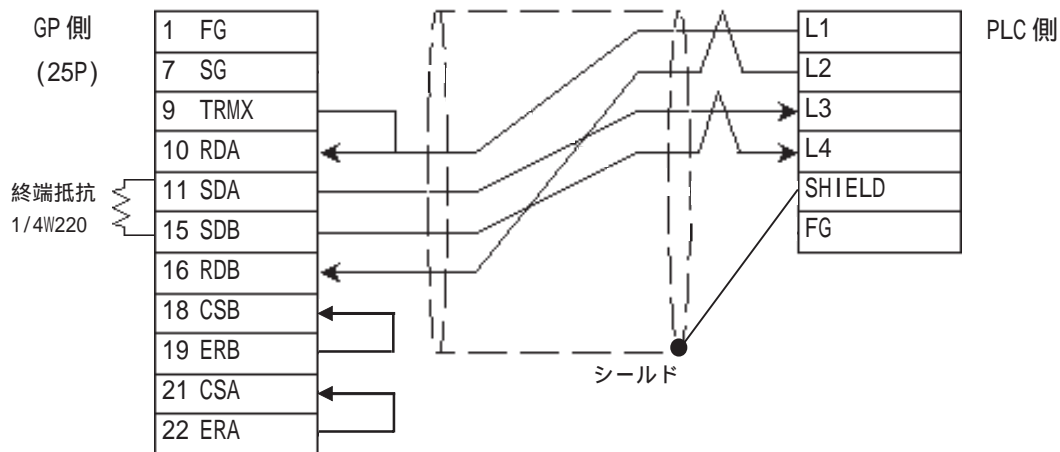 GP 側
(25P)
1 FG
7 SG
9 TRMX
10 RDA
11 SDA
15 SDB
16 RDB
18 CSB
19 ERB
21 CSA
22 ERA
終端抵抗
1/4W220
シールド
L1
L2
L3
L4
SHIELD
FG
PLC 側